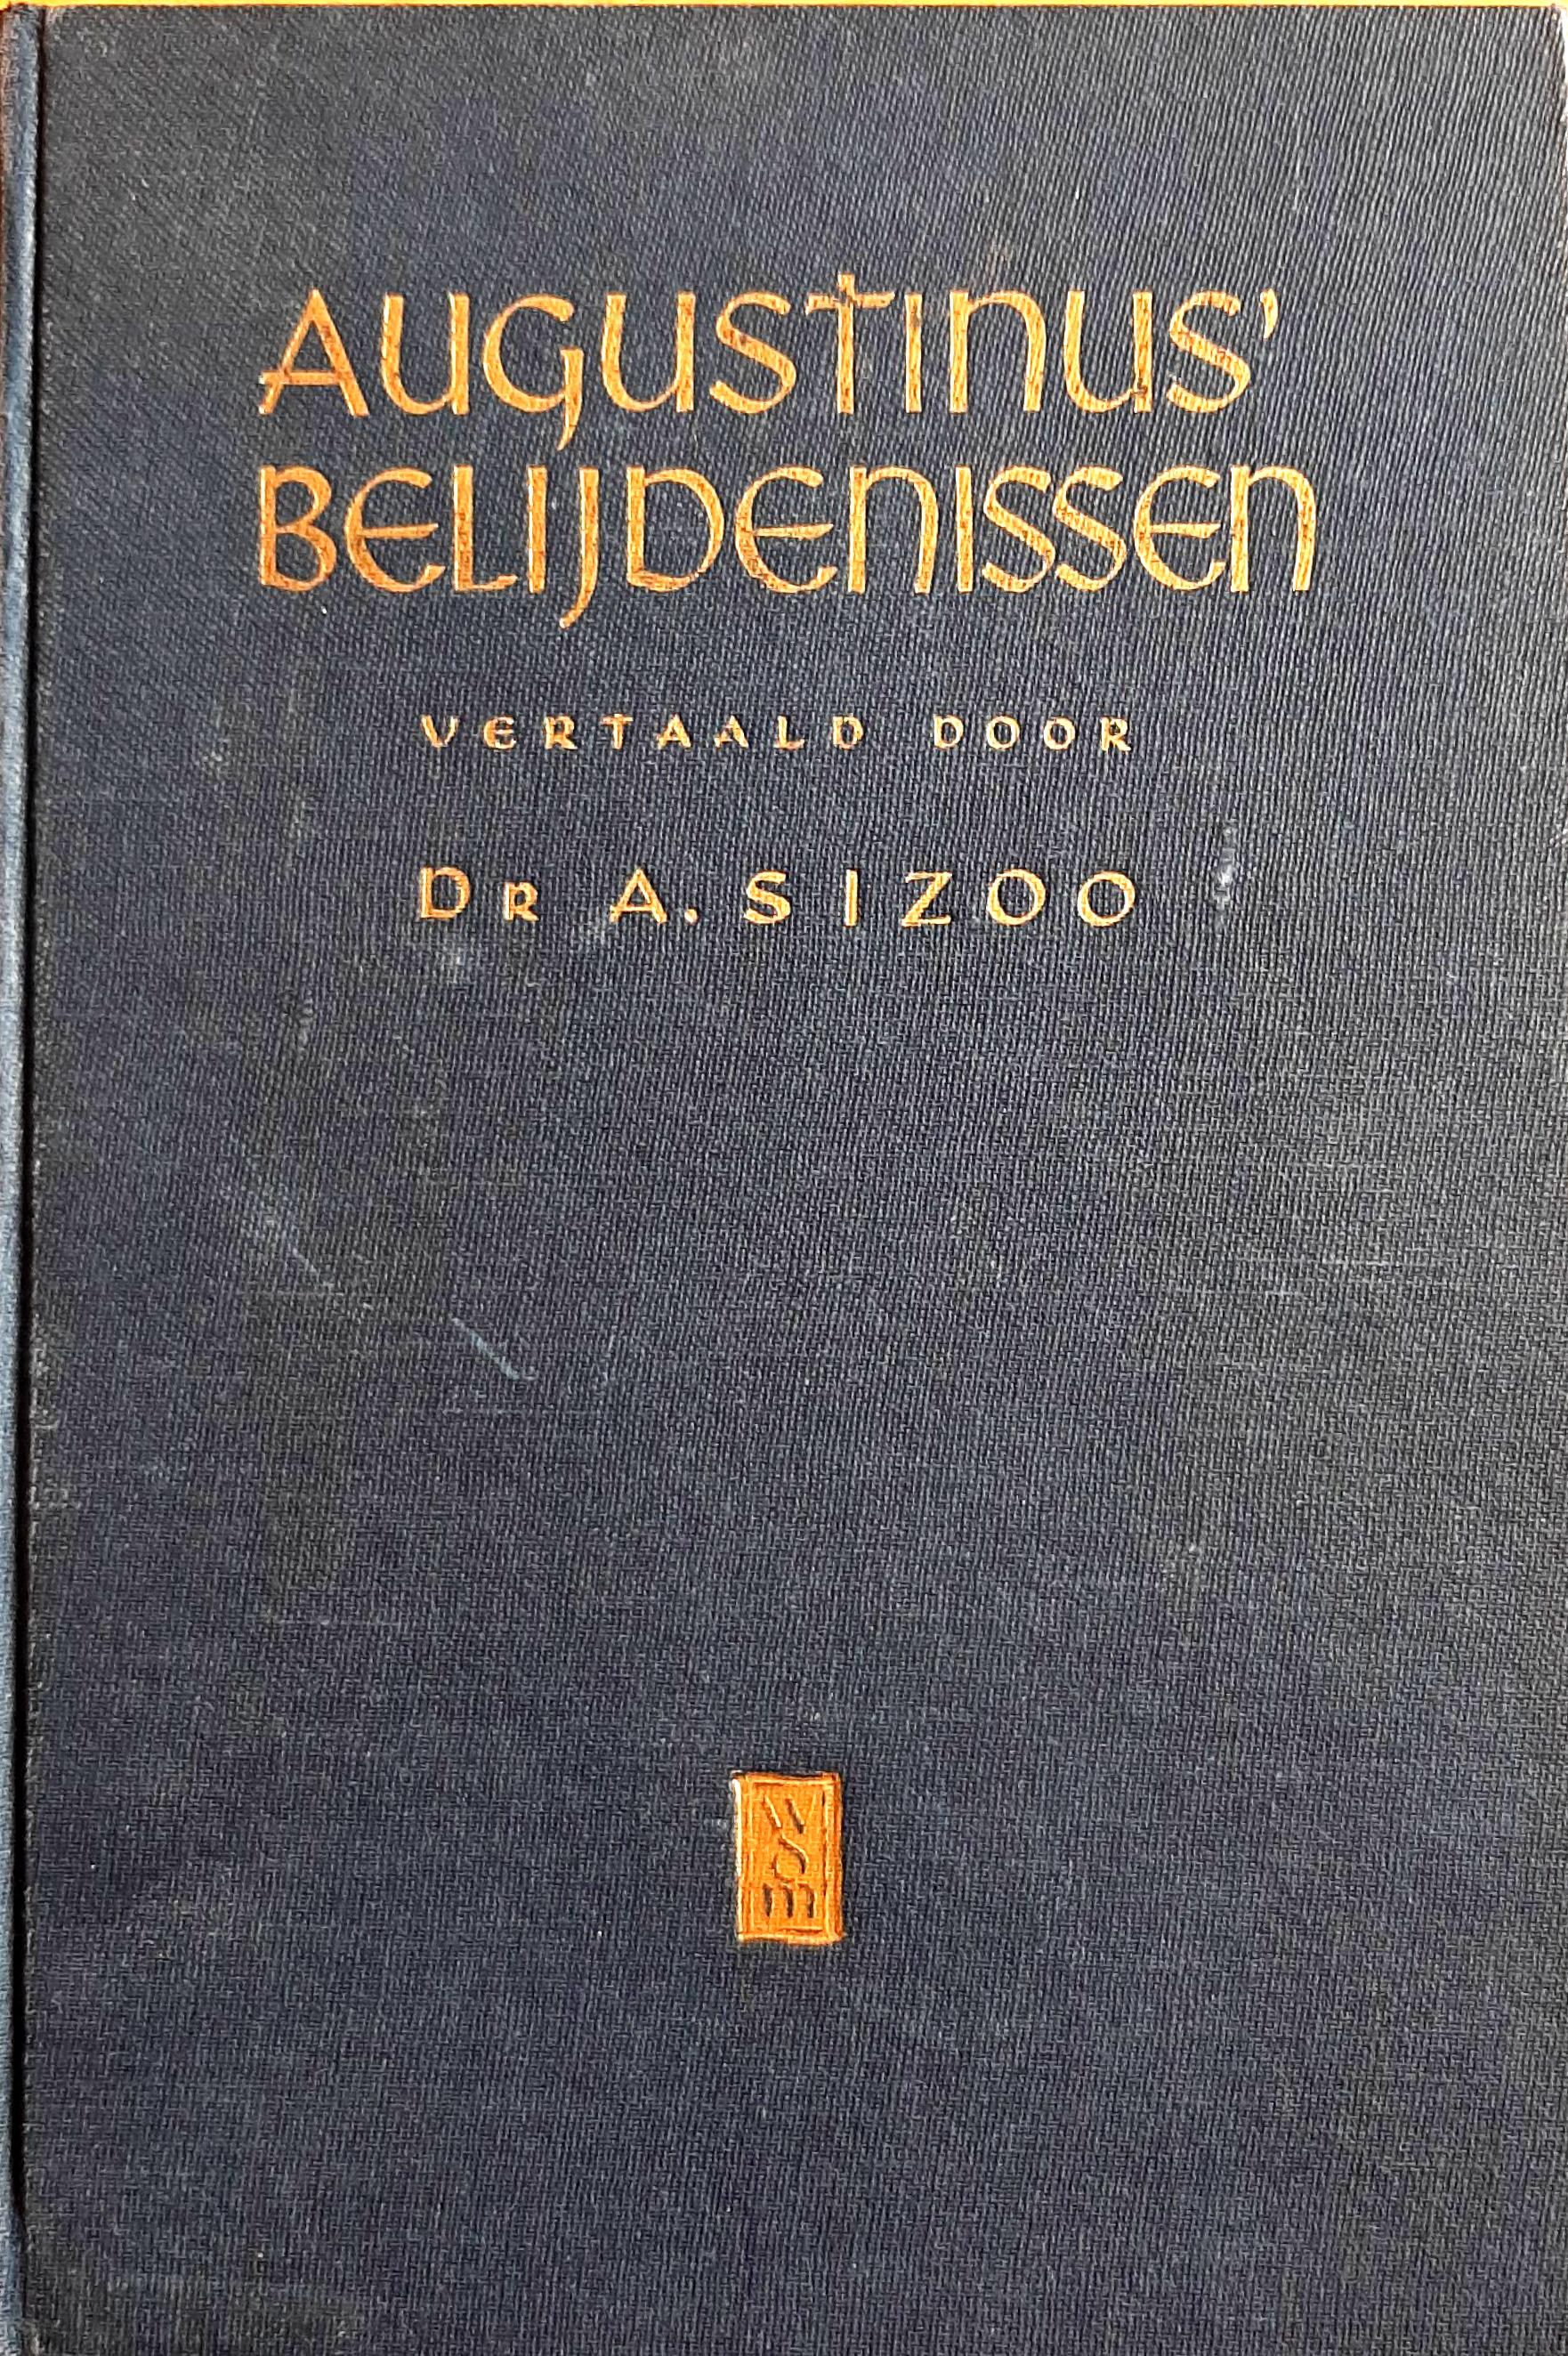 AUGUSTINUS'
BELIJDENISSEN
VERTAALD DOOR
DR A. SIZOO